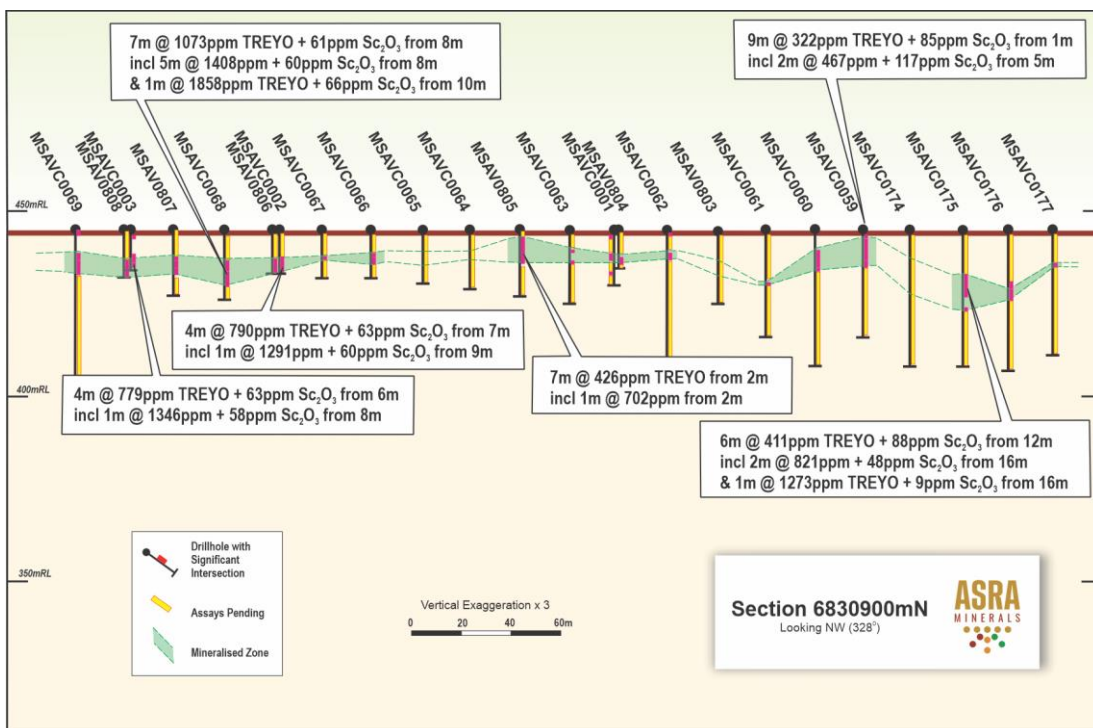 7m @ 1073ppm TREYO + 61ppm Sc₂O₃ from 8m
incl 5m @ 1408ppm + 60ppm Sc₂O₃ from 8m
& 1m @ 1858ppm TREYO + 66ppm Sc₂O₃ from 10m
9m @ 322ppm TREYO + 85ppm Sc₂O₃ from 1m
incl 2m @ 467ppm + 117ppm Sc₂O₃ from 5m
MSAVC0069
MSAV0808
MSAVC0003
MSAV0807
MSAVC0068
MSAV0806
MSAVC0002
MSAVC0067
MSAVC0066
MSAVC0065
MSAVC0064
MSAV0805
MSAVC0063
MSAVC0001
MSAV0804
MSAVC0062
MSAV0803
MSAVC0061
MSAVC0060
MSAVC0059
MSAVC0174
MSAVC0175
MSAVC0176
MSAVC0177
450mRL
4m @ 790ppm TREYO + 63ppm Sc₂O₃ from 7m
incl 1m @ 1291ppm + 60ppm Sc₂O₃ from 9m
7m @ 426ppm TREYO from 2m
incl 1m @ 702ppm from 2m
400mRL
4m @ 779ppm TREYO + 63ppm Sc₂O₃ from 6m
incl 1m @ 1346ppm + 58ppm Sc₂O₃ from 8m
6m @ 411ppm TREYO + 88ppm Sc₂O₃ from 12m
incl 2m @ 821ppm + 48ppm Sc₂O₃ from 16m
& 1m @ 1273ppm TREYO + 9ppm Sc₂O₃ from 16m
350mRL
Drillhole with
Significant
Intersection
Assays Pending
Mineralised Zone
Vertical Exaggeration x 3
0 20 40 60m
Section 6830900mN
Looking NW (328°)
ASRA
MINERALS